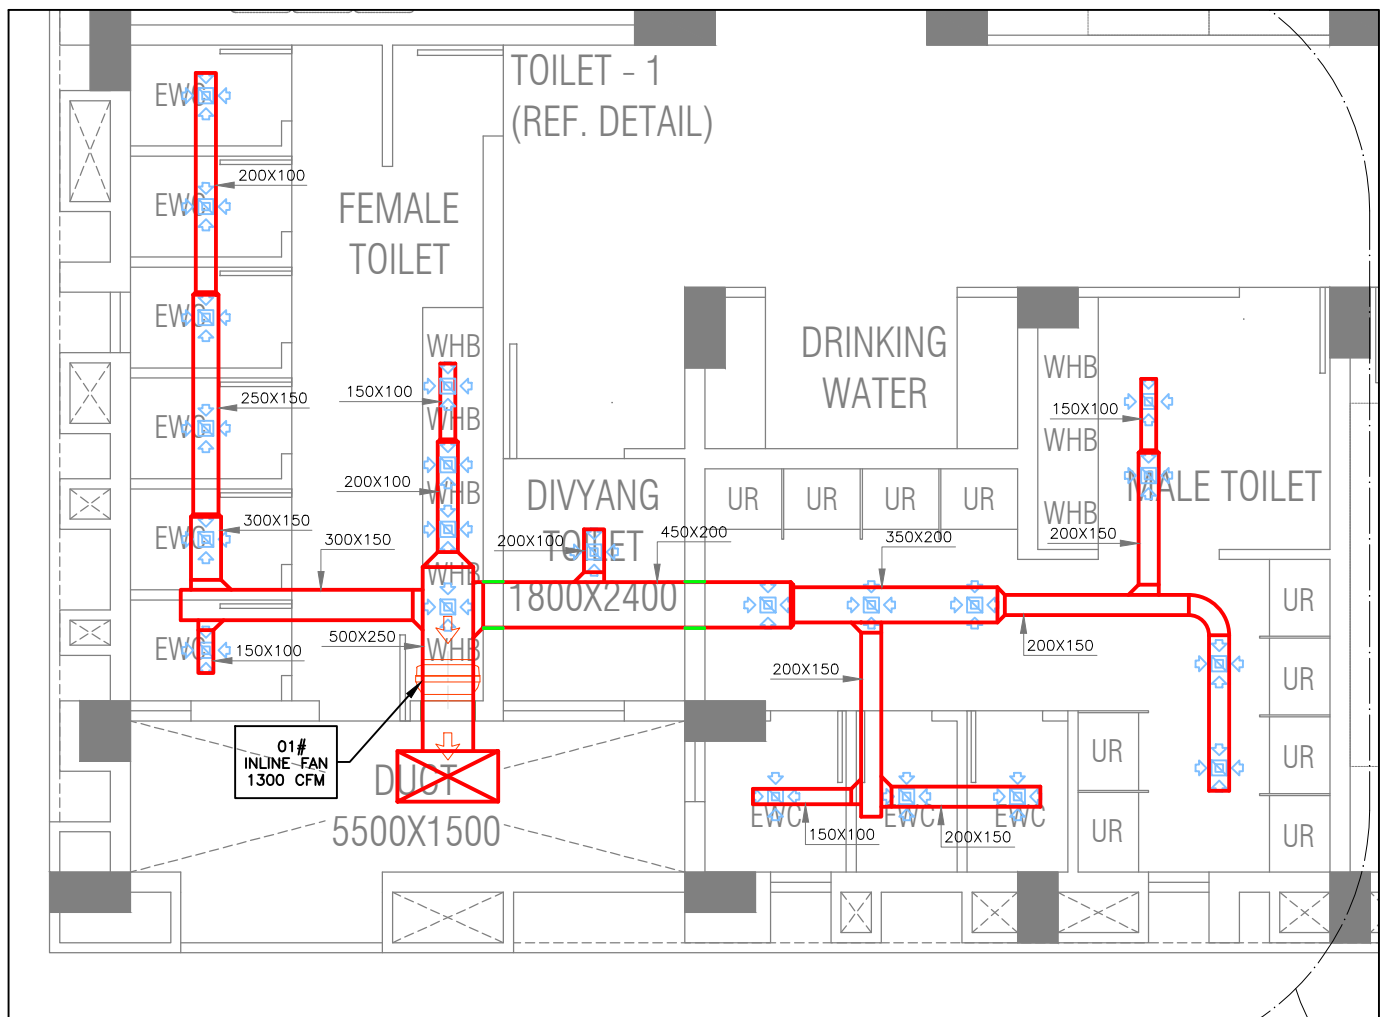 TOILET - 1
(REF. DETAIL)
EWC
200X100
EWC
FEMALE
TOILET
EWC
WHB
DRINKING
WATER
WHB
150X100
250X150
WHB
150X100
EWC
WHB
200X100
WHB
DIVYANG
TOILET
UR
UR
UR
UR
MALE TOILET
WHB
300X150
EWC
300X150
200X100
450X200
350X200
200X150
WHB
1800X2400
UR
500X250
WHB
EWC
150X100
200X150
200X150
UR
01#
INLINE FAN
1300 CFM
DUCT
5500X1500
UR
UR
EWC
EWC
EWC
150X100
200X150
UR
UR